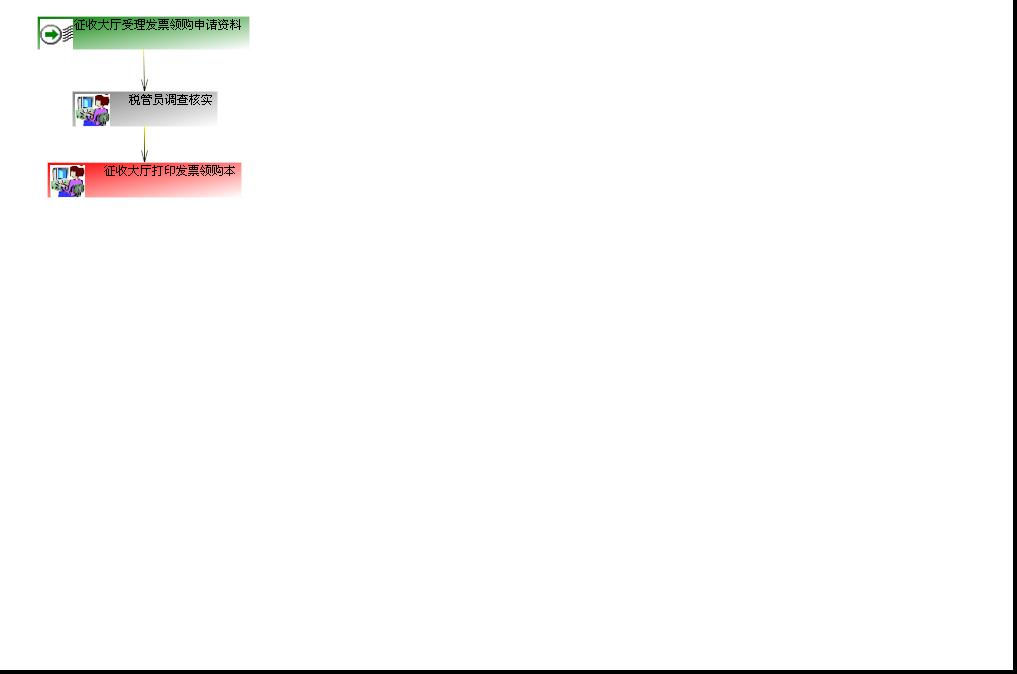 征收大厅受理发票领购申请资料
税管员调查核实
征收大厅打印发票领购本